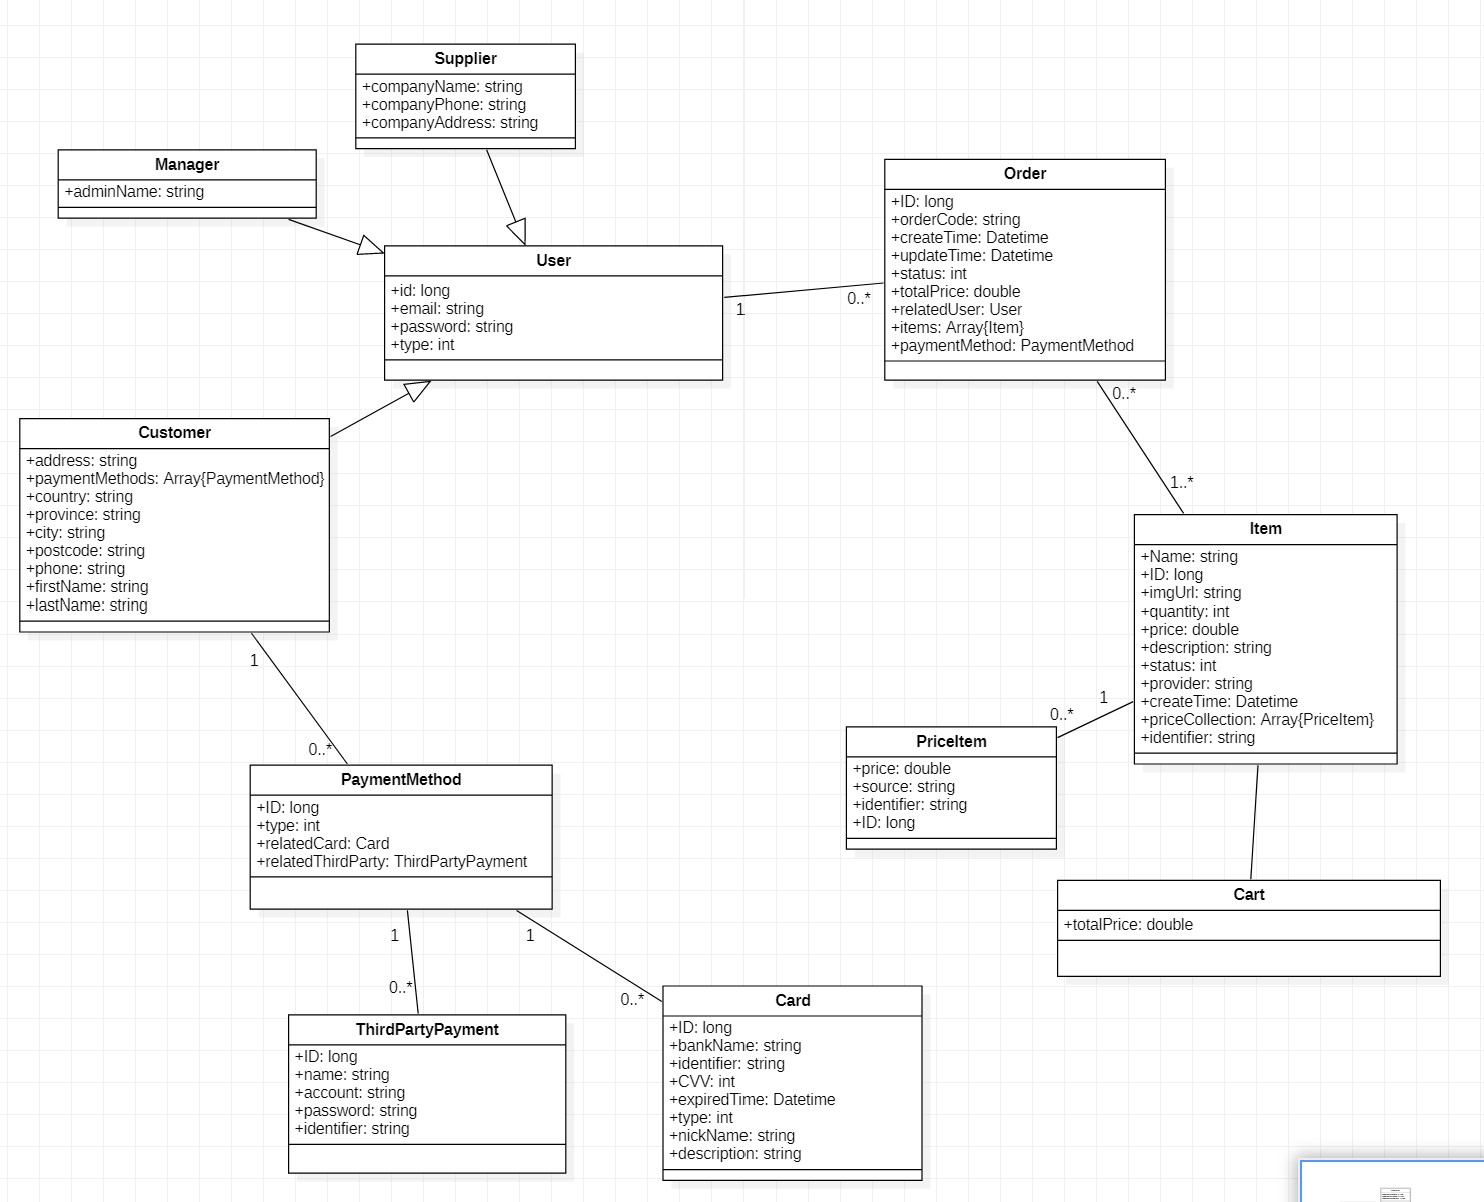 Supplier
+companyName: string
+companyPhone: string
+companyAddress: string
Manager
+adminName: string
Order
+ID: long
+orderCode: string
+createTime: Datetime
+updateTime: Datetime
+status: int
+totalPrice: double
+relatedUser: User
+items: Array{Item}
+paymentMethod: PaymentMethod
User
+id: long
+email: string
+password: string
+type: int
1
0..*
0..*
1..*
Customer
+address: string
+paymentMethods: Array{PaymentMethod}
+country: string
+province: string
+city: string
+postcode: string
+phone: string
+firstName: string
+lastName: string
1
0..*
Item
+Name: string
+ID: long
+imgUrl: string
+quantity: int
+price: double
+description: string
+status: int
+provider: string
+createTime: Datetime
+priceCollection: Array{PriceItem}
+identifier: string
1
0..*
PriceItem
+price: double
+source: string
+identifier: string
+ID: long
PaymentMethod
+ID: long
+type: int
+relatedCard: Card
+relatedThirdParty: ThirdPartyPayment
Cart
+totalPrice: double
1
1
0..*
0..*
ThirdPartyPayment
+ID: long
+name: string
+account: string
+password: string
+identifier: string
Card
+ID: long
+bankName: string
+identifier: string
+CVV: int
+expiredTime: Datetime
+type: int
+nickName: string
+description: string